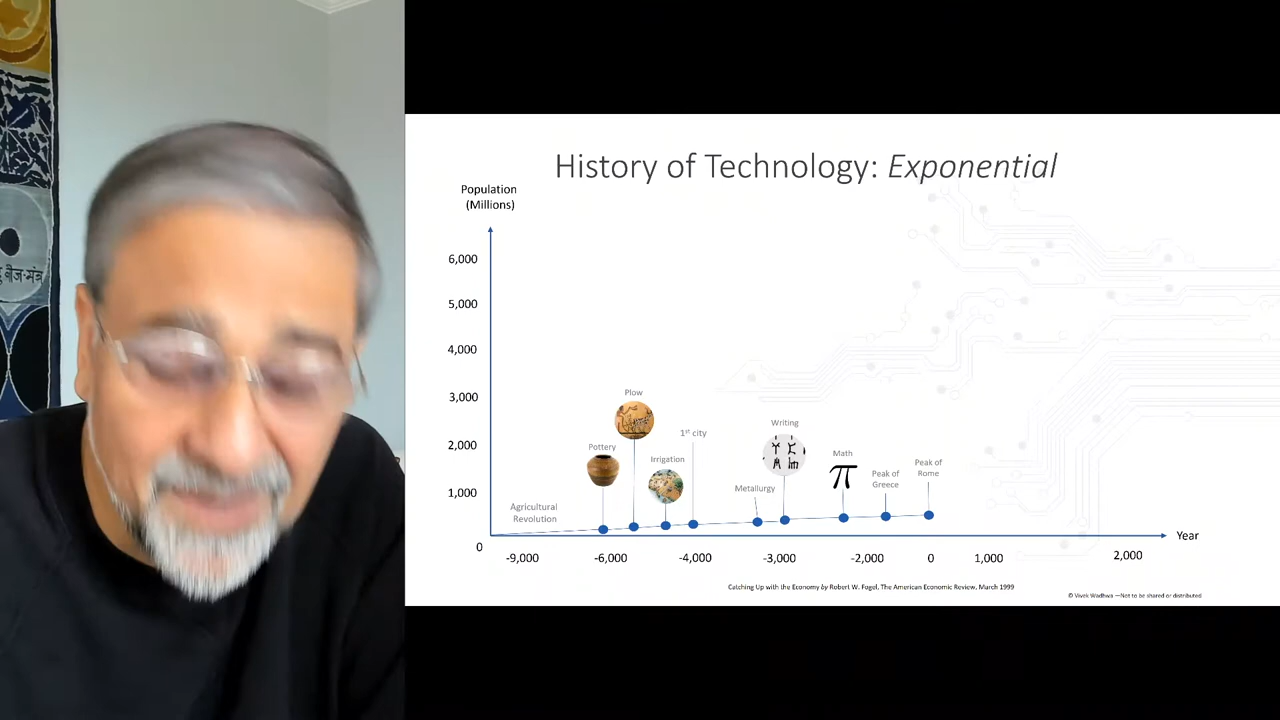 बीज-मंत्र
History of Technology: Exponential
Population
(Millions)
6,000
5,000
4,000
3,000
2,000
1,000
0
Agricultural
Revolution
Pottery
Plow
Irrigation
1st city
Metallurgy
Writing
Math
π
Peak of
Greece
Peak of
Rome
Year
-9,000
-6,000
-4,000
-3,000
-2,000
0
1,000
2,000
Catching Up with the Economy by Robert W. Fogel, The American Economic Review, March 1999
© Vivek Wadhwa —Not to be shared or distributed